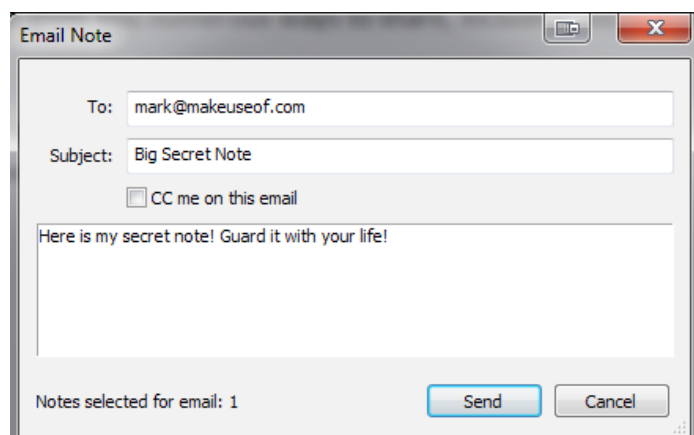 Email Note
To: mark@makeuseof.com
Subject: Big Secret Note
CC me on this email
Here is my secret note! Guard it with your life!
Notes selected for email: 1 Send Cancel